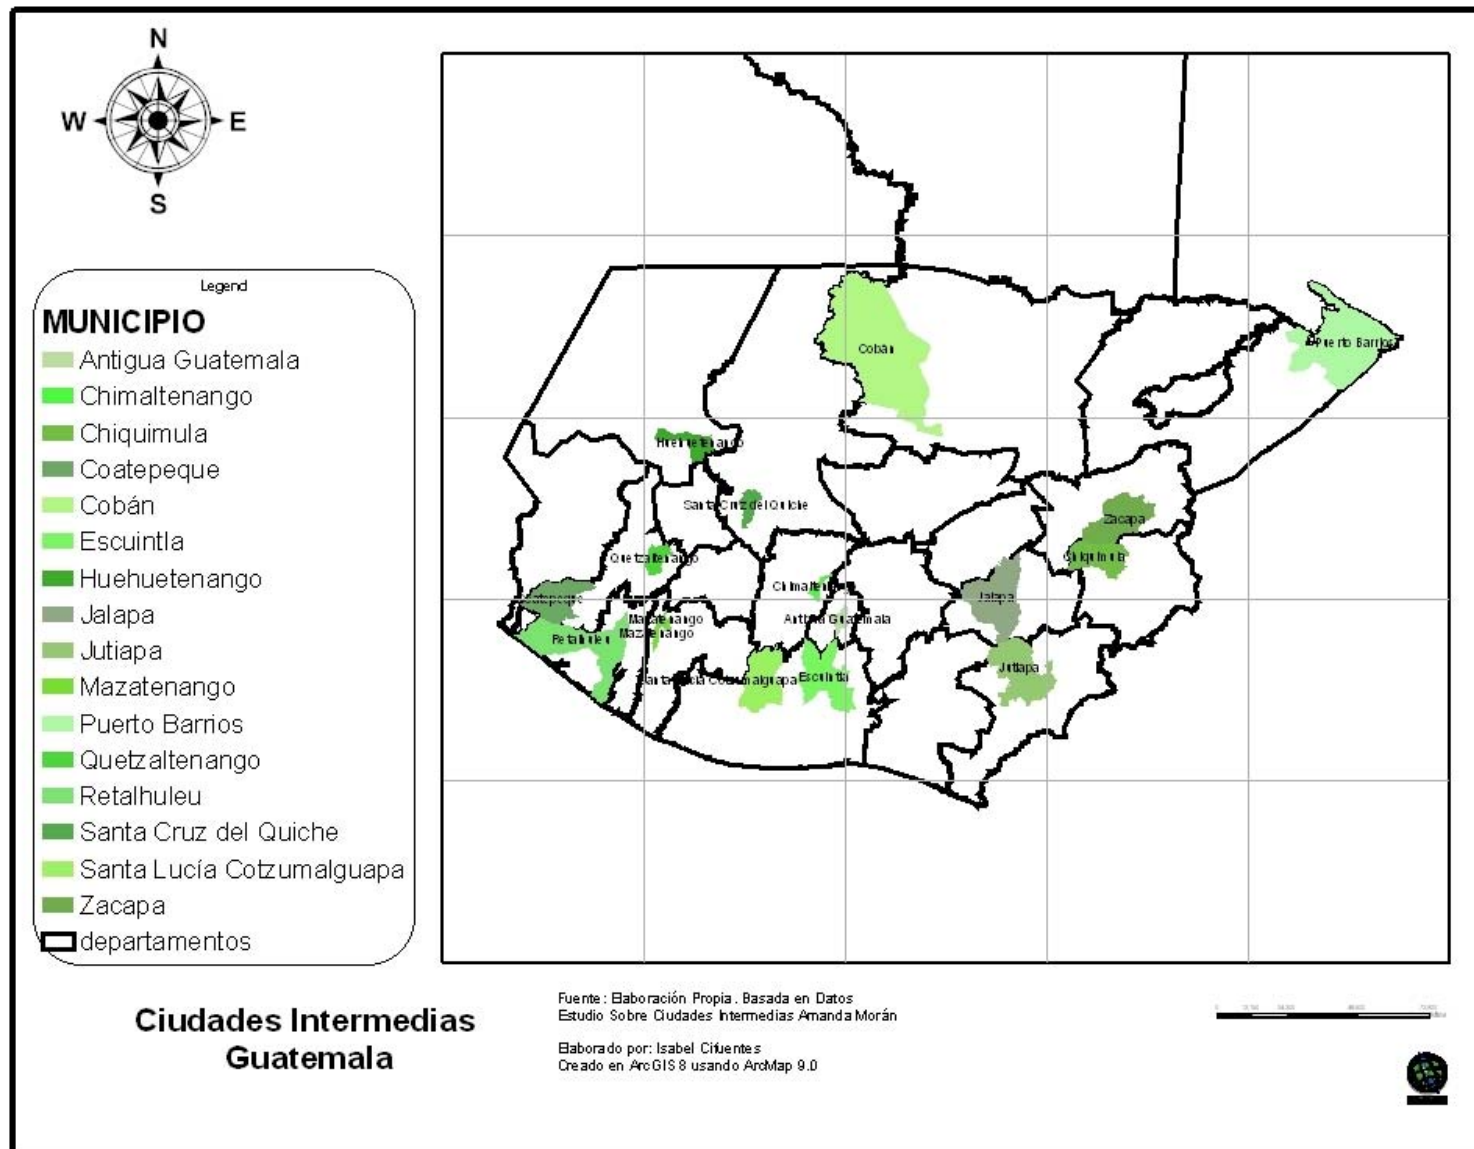 N
W
E
S
Legend
MUNICIPIO
Antigua Guatemala
Chimaltenango
Chiquimula
Coatepeque
Cobán
Escuintla
Huehuetenango
Jalapa
Jutiapa
Mazatenango
Puerto Barrios
Quetzaltenango
Retalhuleu
Santa Cruz del Quiche
Santa Lucía Cotzumalguapa
Zacapa
departamentos
Cobán
Puerto Barrios
Huehuetenango
Santa Cruz del Quiche
Zacapa
Quetzaltenango
Chiquimula
Jalapa
Mazatenango
Mazatenango
Retalhuleu
Jutiapa
Escuintla
Ciudades Intermedias
Guatemala
Fuente: Elaboración Propia. Basada en Datos
Estudio Sobre Ciudades Intermedias Amanda Morán
Elaborado por: Isabel Cifuentes
Creado en ArcGIS 8 usando ArcMap 9.0